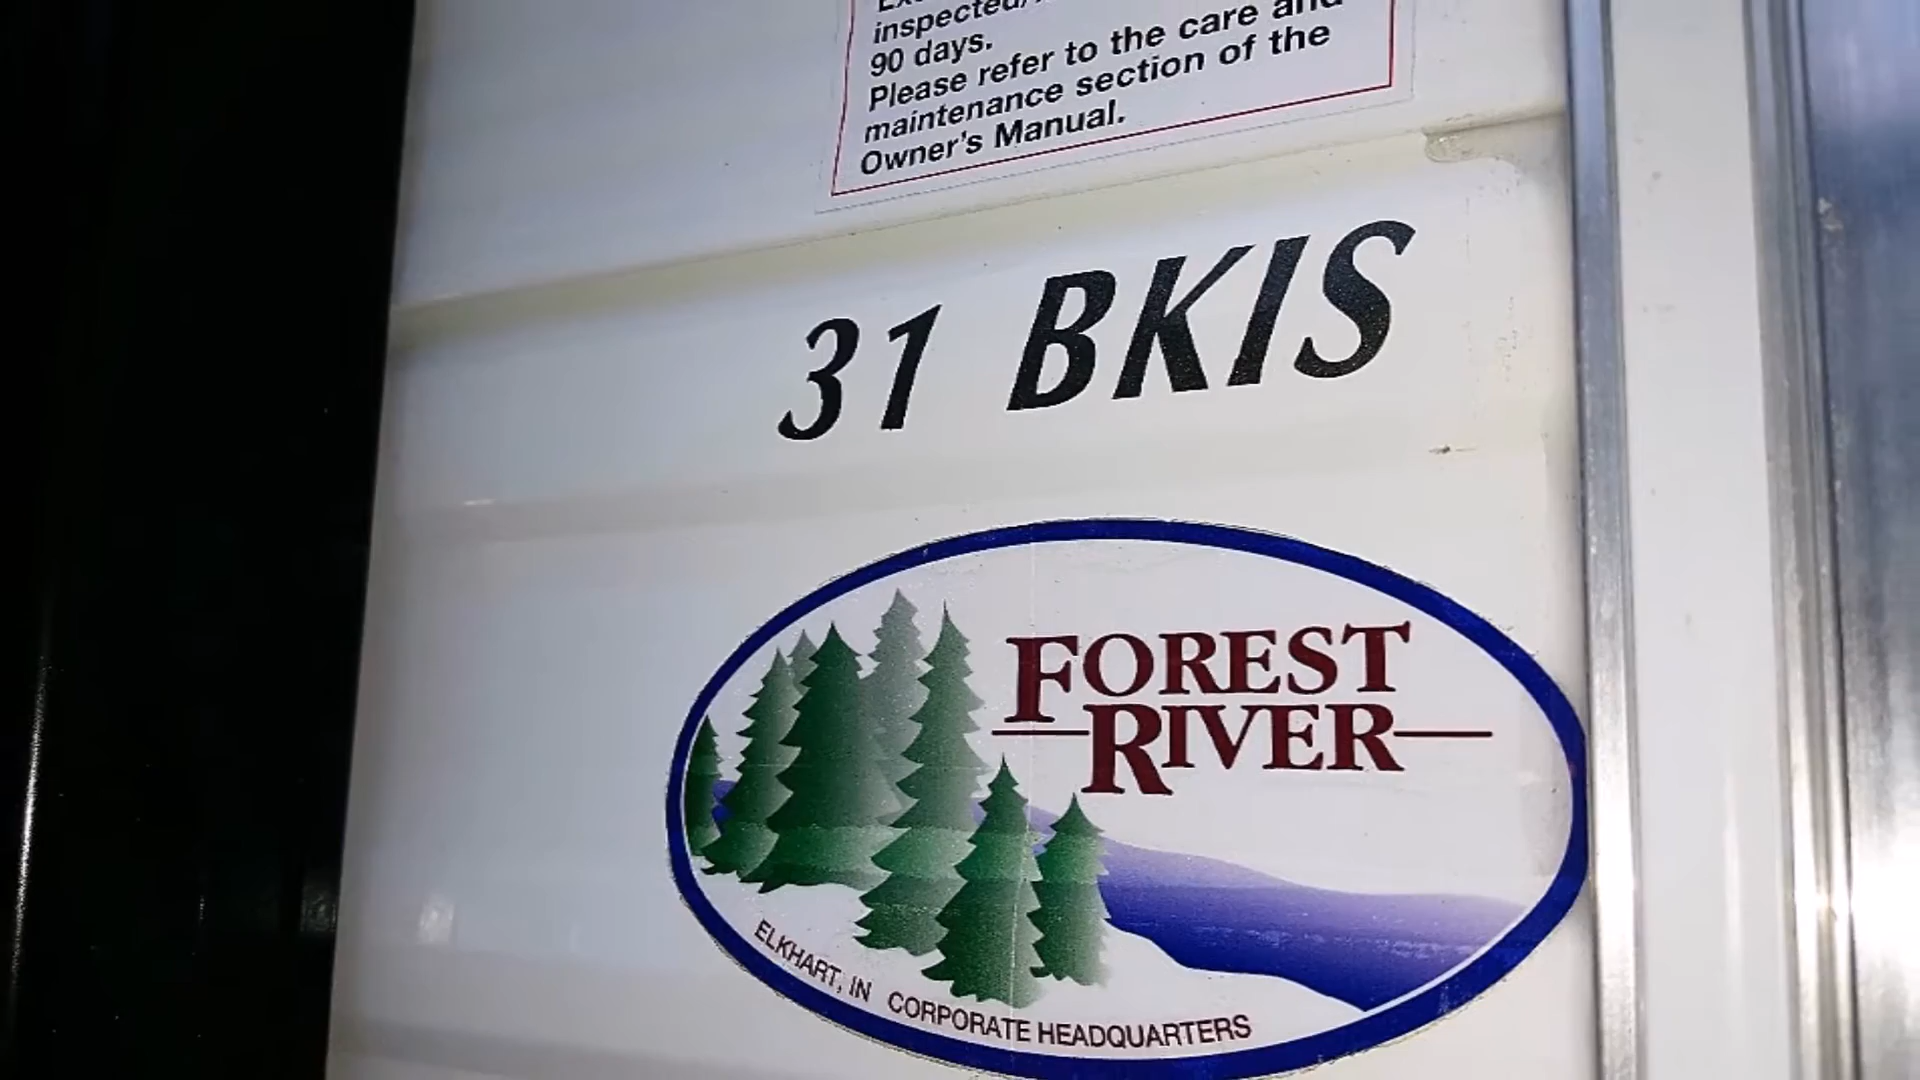 inspected/
90 days.
Please refer to the care and
maintenance section of the
Owner's Manual.
31 BKIS
FOREST
RIVER
ELKHART, IN CORPORATE HEADQUARTERS